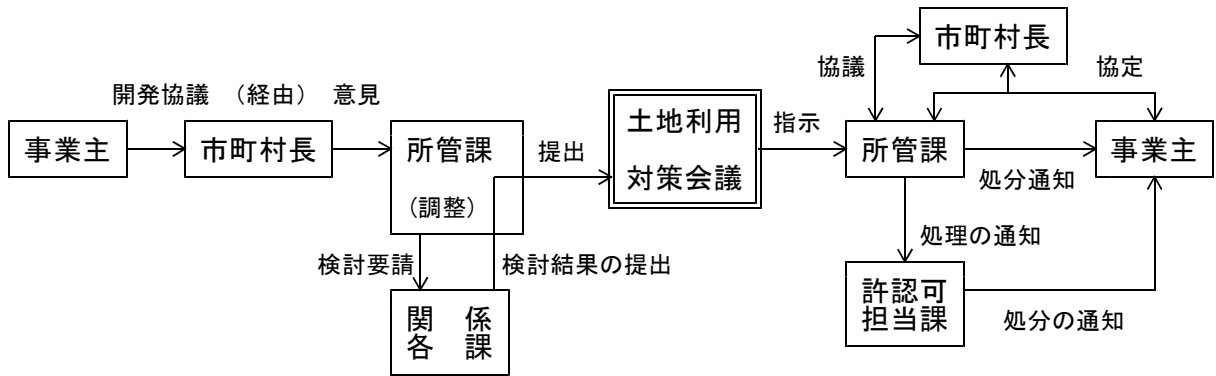 市町村長
協議
協定
開発協議 （経由） 意見
事業主
市町村長
所管課
(調整)
提出
土地利用
対策会議
指示
所管課
処分通知
事業主
検討要請
検討結果の提出
処理の通知
関 係
各 課
許認可
担当課
処分の通知